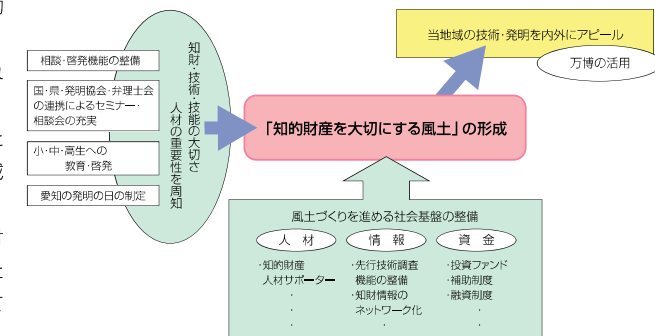 当地域の技術・発明を内外にアピール
万博の活用
相談・啓発機能の整備
国・県・発明協会・弁理士会
の連携によるセミナー・
相談会の充実
小・中・高生への
教育・啓発
愛知の発明の日の制定
知財・技術・技能の大切さ
人材の重要性を周知
「知的財産を大切にする風土」の形成
風土づくりを進める社会基盤の整備
人 材
・知的財産
人材サポーター
・
・
・
情 報
・先行技術調査
機能の整備
・知財情報の
ネットワーク化
・
資 金
・投資ファンド
・補助制度
・融資制度
・
・